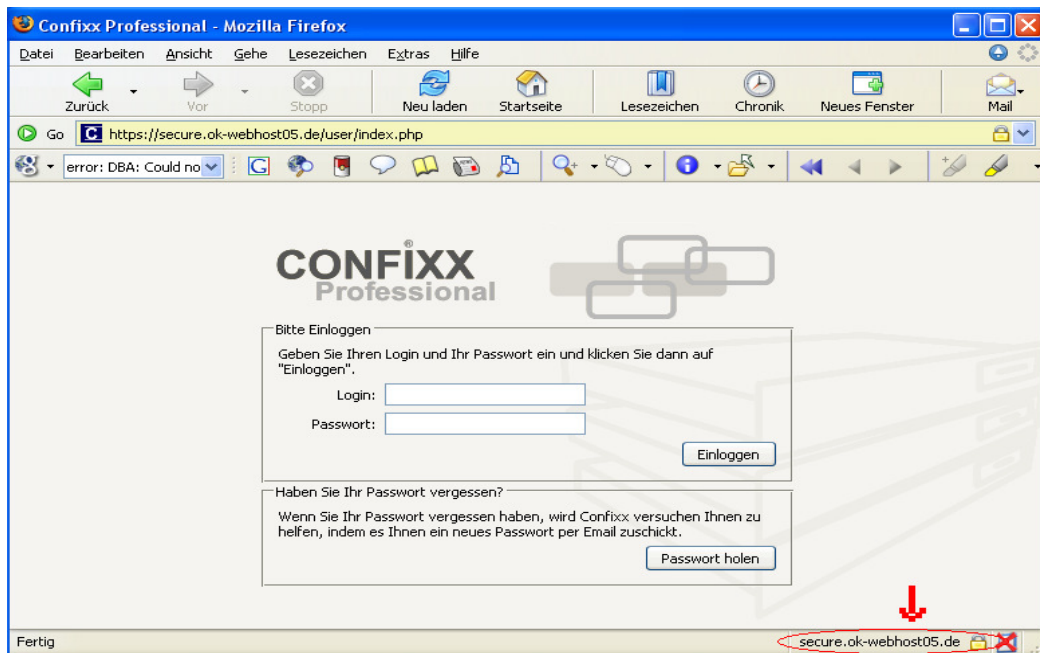 Confixx Professional - Mozilla Firefox
Datei Bearbeiten Ansicht Gehe Lesezeichen Extras Hilfe
Zurück Vor Stopp Neu laden Startseite Lesezeichen Chronik Neues Fenster Mail
Go C https://secure.ok-webhost05.de/user/index.php
error: DBA: Could no G
CONFIXX®
Professional
Bitte Einloggen
Geben Sie Ihren Login und Ihr Passwort ein und klicken Sie dann auf
"Einloggen".
Login:
Passwort:
Einloggen
Haben Sie Ihr Passwort vergessen?
Wenn Sie Ihr Passwort vergessen haben, wird Confixx versuchen Ihnen zu
helfen, indem es Ihnen ein neues Passwort per Email zuschickt.
Passwort holen
Fertig secure.ok-webhost05.de